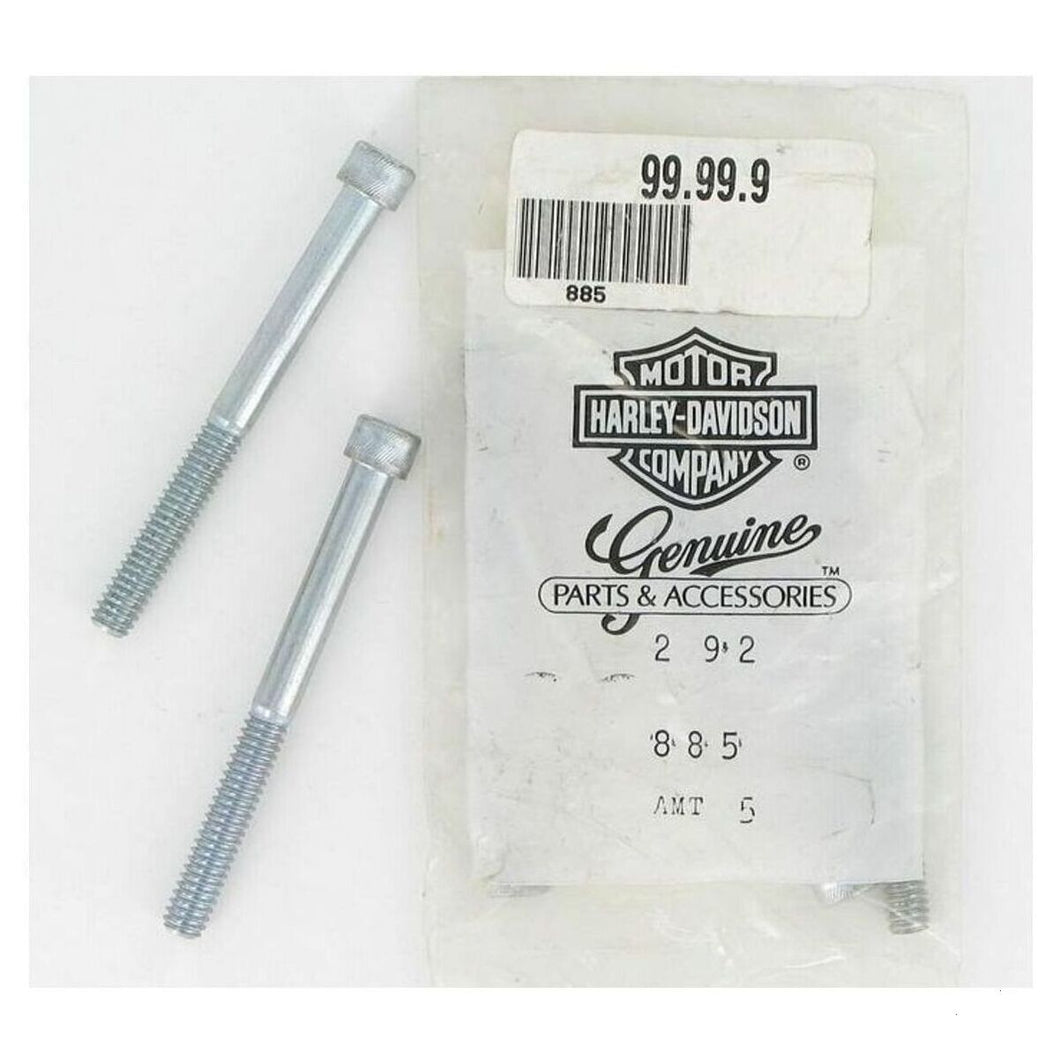 99.99.9
885
MOTOR
HARLEY-DAVIDSON
COMPANY ®
Genuine
PARTS & ACCESSORIES ™
2 9 2
8 8 5
AMT 5